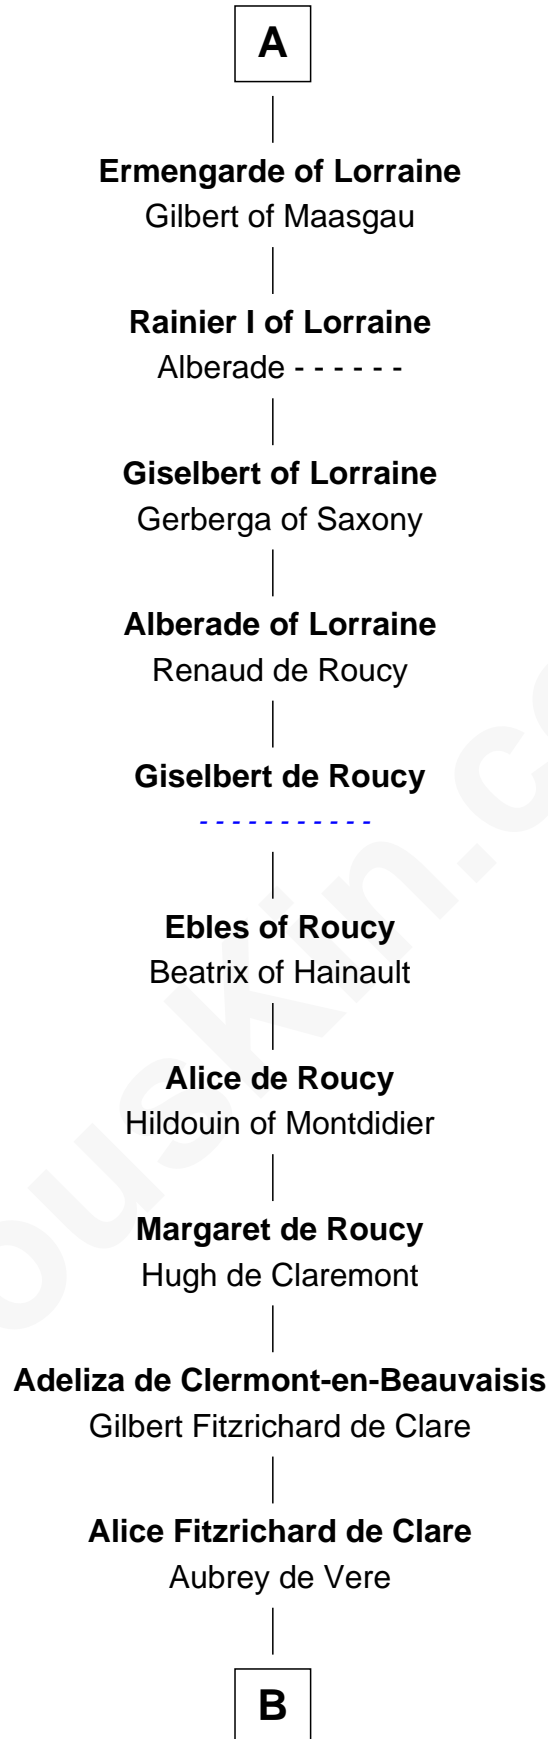 A
Ermengarde of Lorraine
Gilbert of Maasgau
Rainier I of Lorraine
Alberade - - - - - -
Giselbert of Lorraine
Gerberga of Saxony
Alberade of Lorraine
Renaud de Roucy
Giselbert de Roucy
- - - - - - - - - - -
Ebles of Roucy
Beatrix of Hainault
Alice de Roucy
Hildouin of Montdidier
Margaret de Roucy
Hugh de Claremont
Adeliza de Clermont-en-Beauvaisis
Gilbert Fitzrichard de Clare
Alice Fitzrichard de Clare
Aubrey de Vere
B